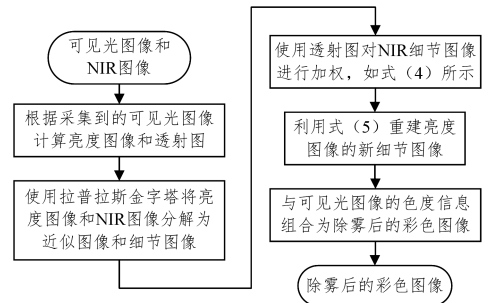 可见光图像和
NIR图像
根据采集到的可见光图像
计算亮度图像和透射图
使用拉普拉斯金字塔将亮
度图像和NIR图像分解为
近似图像和细节图像
使用透射图对NIR细节图像
进行加权，如式（4）所示
利用式（5）重建亮度
图像的新细节图像
与可见光图像的色度信息
组合为除雾后的彩色图像
除雾后的彩色图像